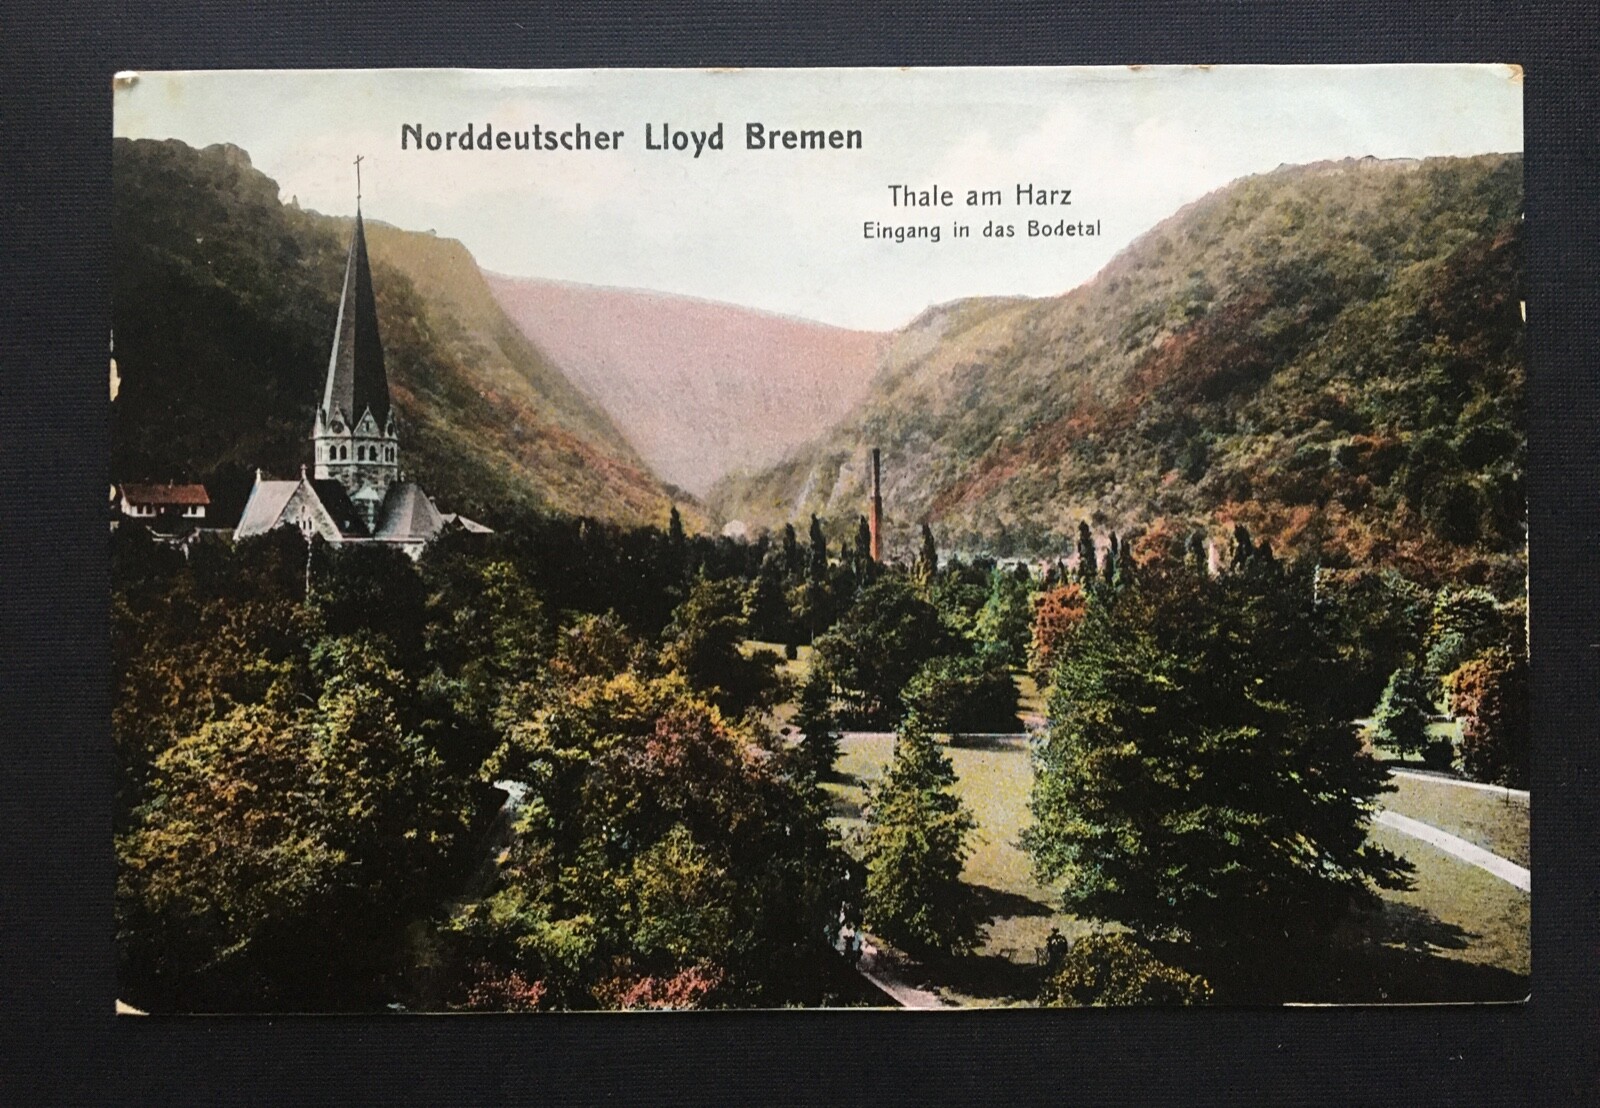 Norddeutscher Lloyd Bremen
Thale am Harz
Eingang in das Bodetal